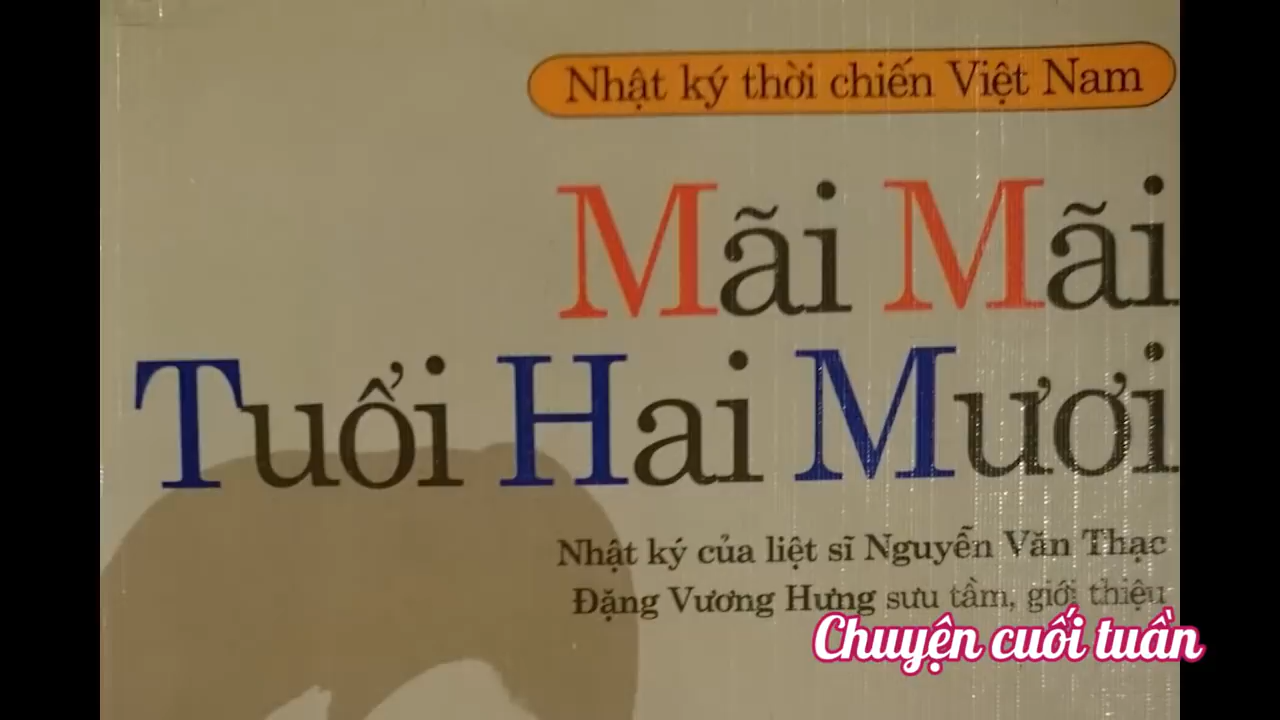 Nhật ký thời chiến Việt Nam
Mãi Mãi
Tuổi Hai Mươi
Nhật ký của liệt sĩ Nguyễn Văn Thạc
Đặng Vương Hưng sưu tầm, giới thiệu
Chuyện cuối tuần